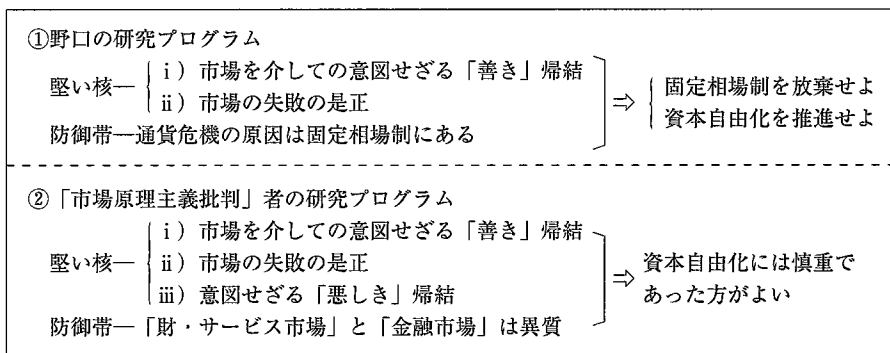 ①野口の研究プログラム
堅い核― ⅰ）市場を介しての意図せざる「善き」帰結
ⅱ）市場の失敗の是正
防御帯―通貨危機の原因は固定相場制にある
⇒ 固定相場制を放棄せよ
資本自由化を推進せよ
②「市場原理主義批判」者の研究プログラム
堅い核― ⅰ）市場を介しての意図せざる「善き」帰結
ⅱ）市場の失敗の是正
ⅲ）意図せざる「悪しき」帰結
防御帯―「財・サービス市場」と「金融市場」は異質
⇒ 資本自由化には慎重で
あった方がよい